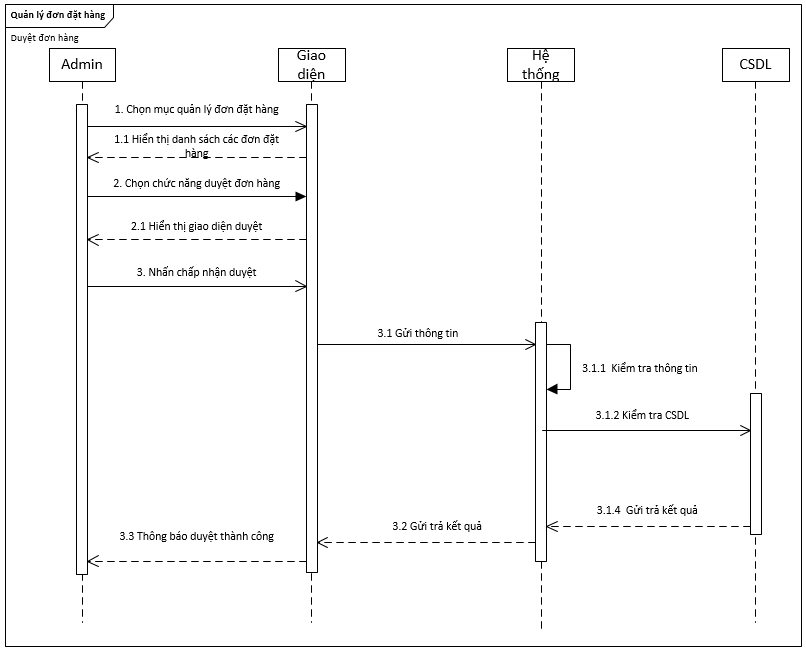 Quản lý đơn đặt hàng
Duyệt đơn hàng
Admin
Giao
diện
Hệ
thống
CSDL
1. Chọn mục quản lý đơn đặt hàng
1.1 Hiển thị danh sách các đơn đặt
hàng
2. Chọn chức năng duyệt đơn hàng
2.1 Hiển thị giao diện duyệt
3. Nhấn chấp nhận duyệt
3.1 Gửi thông tin
3.1.1 Kiểm tra thông tin
3.1.2 Kiểm tra CSDL
3.1.4 Gửi trả kết quả
3.2 Gửi trả kết quả
3.3 Thông báo duyệt thành công